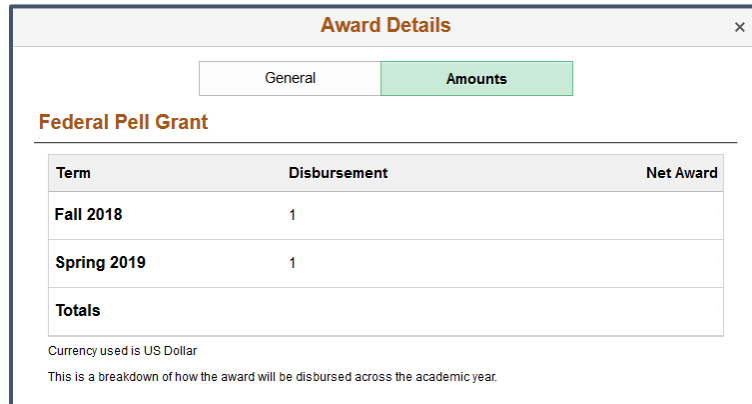 Award Details ×
General Amounts
Federal Pell Grant
Term Disbursement Net Award
Fall 2018 1
Spring 2019 1
Totals
Currency used is US Dollar
This is a breakdown of how the award will be disbursed across the academic year.